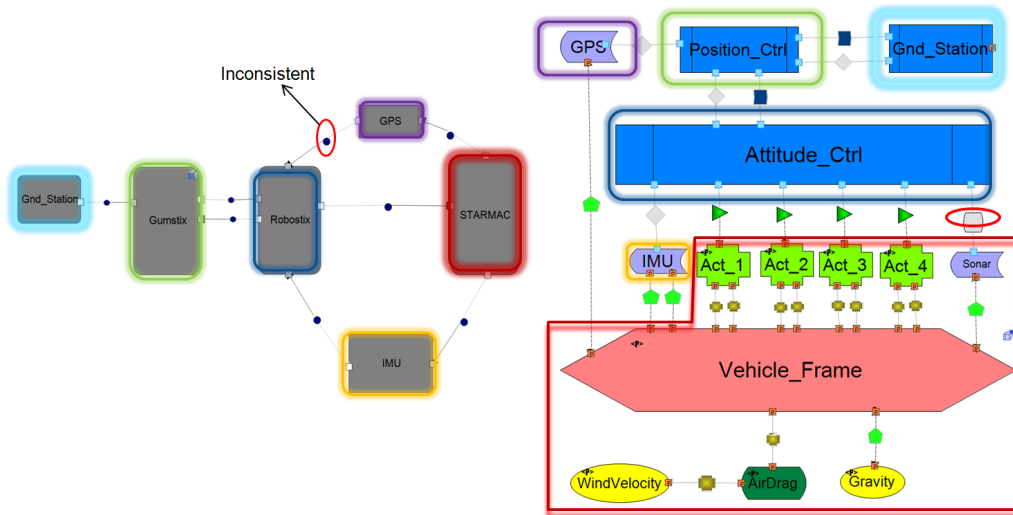 Inconsistent
GPS
Gnd_Station
Gumstix
Robostix
STARMAC
IMU
GPS
Position_Ctrl
Gnd_Station
Attitude_Ctrl
IMU
<P>
Act_1
<P>
Act_2
<P>
Act_3
<P>
Act_4
Sonar
<P>
Vehicle_Frame
<P>
WindVelocity
<P>
AirDrag
<P>
Gravity